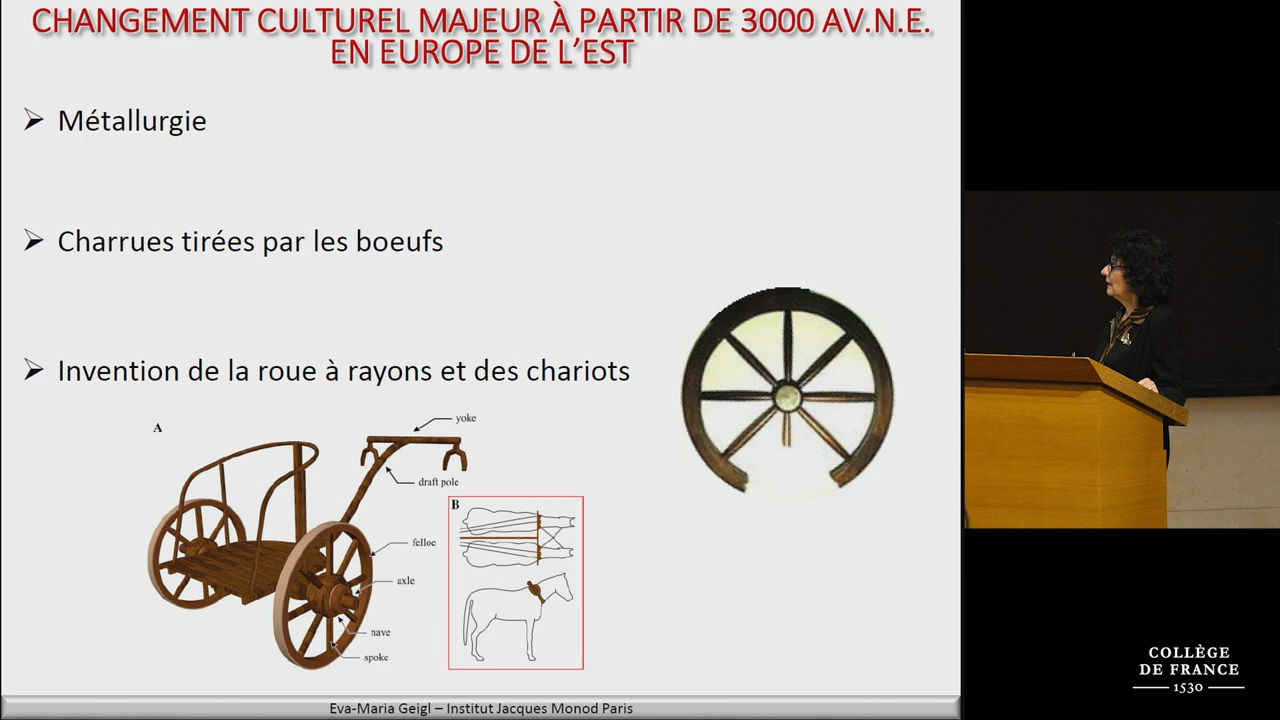 CHANGEMENT CULTUREL MAJEUR À PARTIR DE 3000 AV.N.E.
EN EUROPE DE L'EST
➢ Métallurgie
➢ Charrues tirées par les boeufs
➢ Invention de la roue à rayons et des chariots
A
yoke
draft pole
B
felloe
axle
nave
spoke
Eva-Maria Geigl – Institut Jacques Monod Paris
COLLÈGE
DE FRANCE
1530